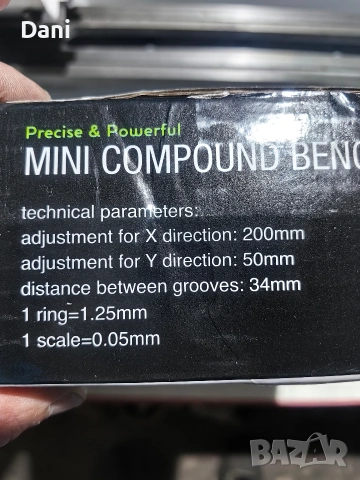 Dani
Precise & Powerful
MINI COMPOUND BENC
technical parameters:
adjustment for X direction: 200mm
adjustment for Y direction: 50mm
distance between grooves: 34mm
1 ring=1.25mm
1 scale=0.05mm
BAZAR